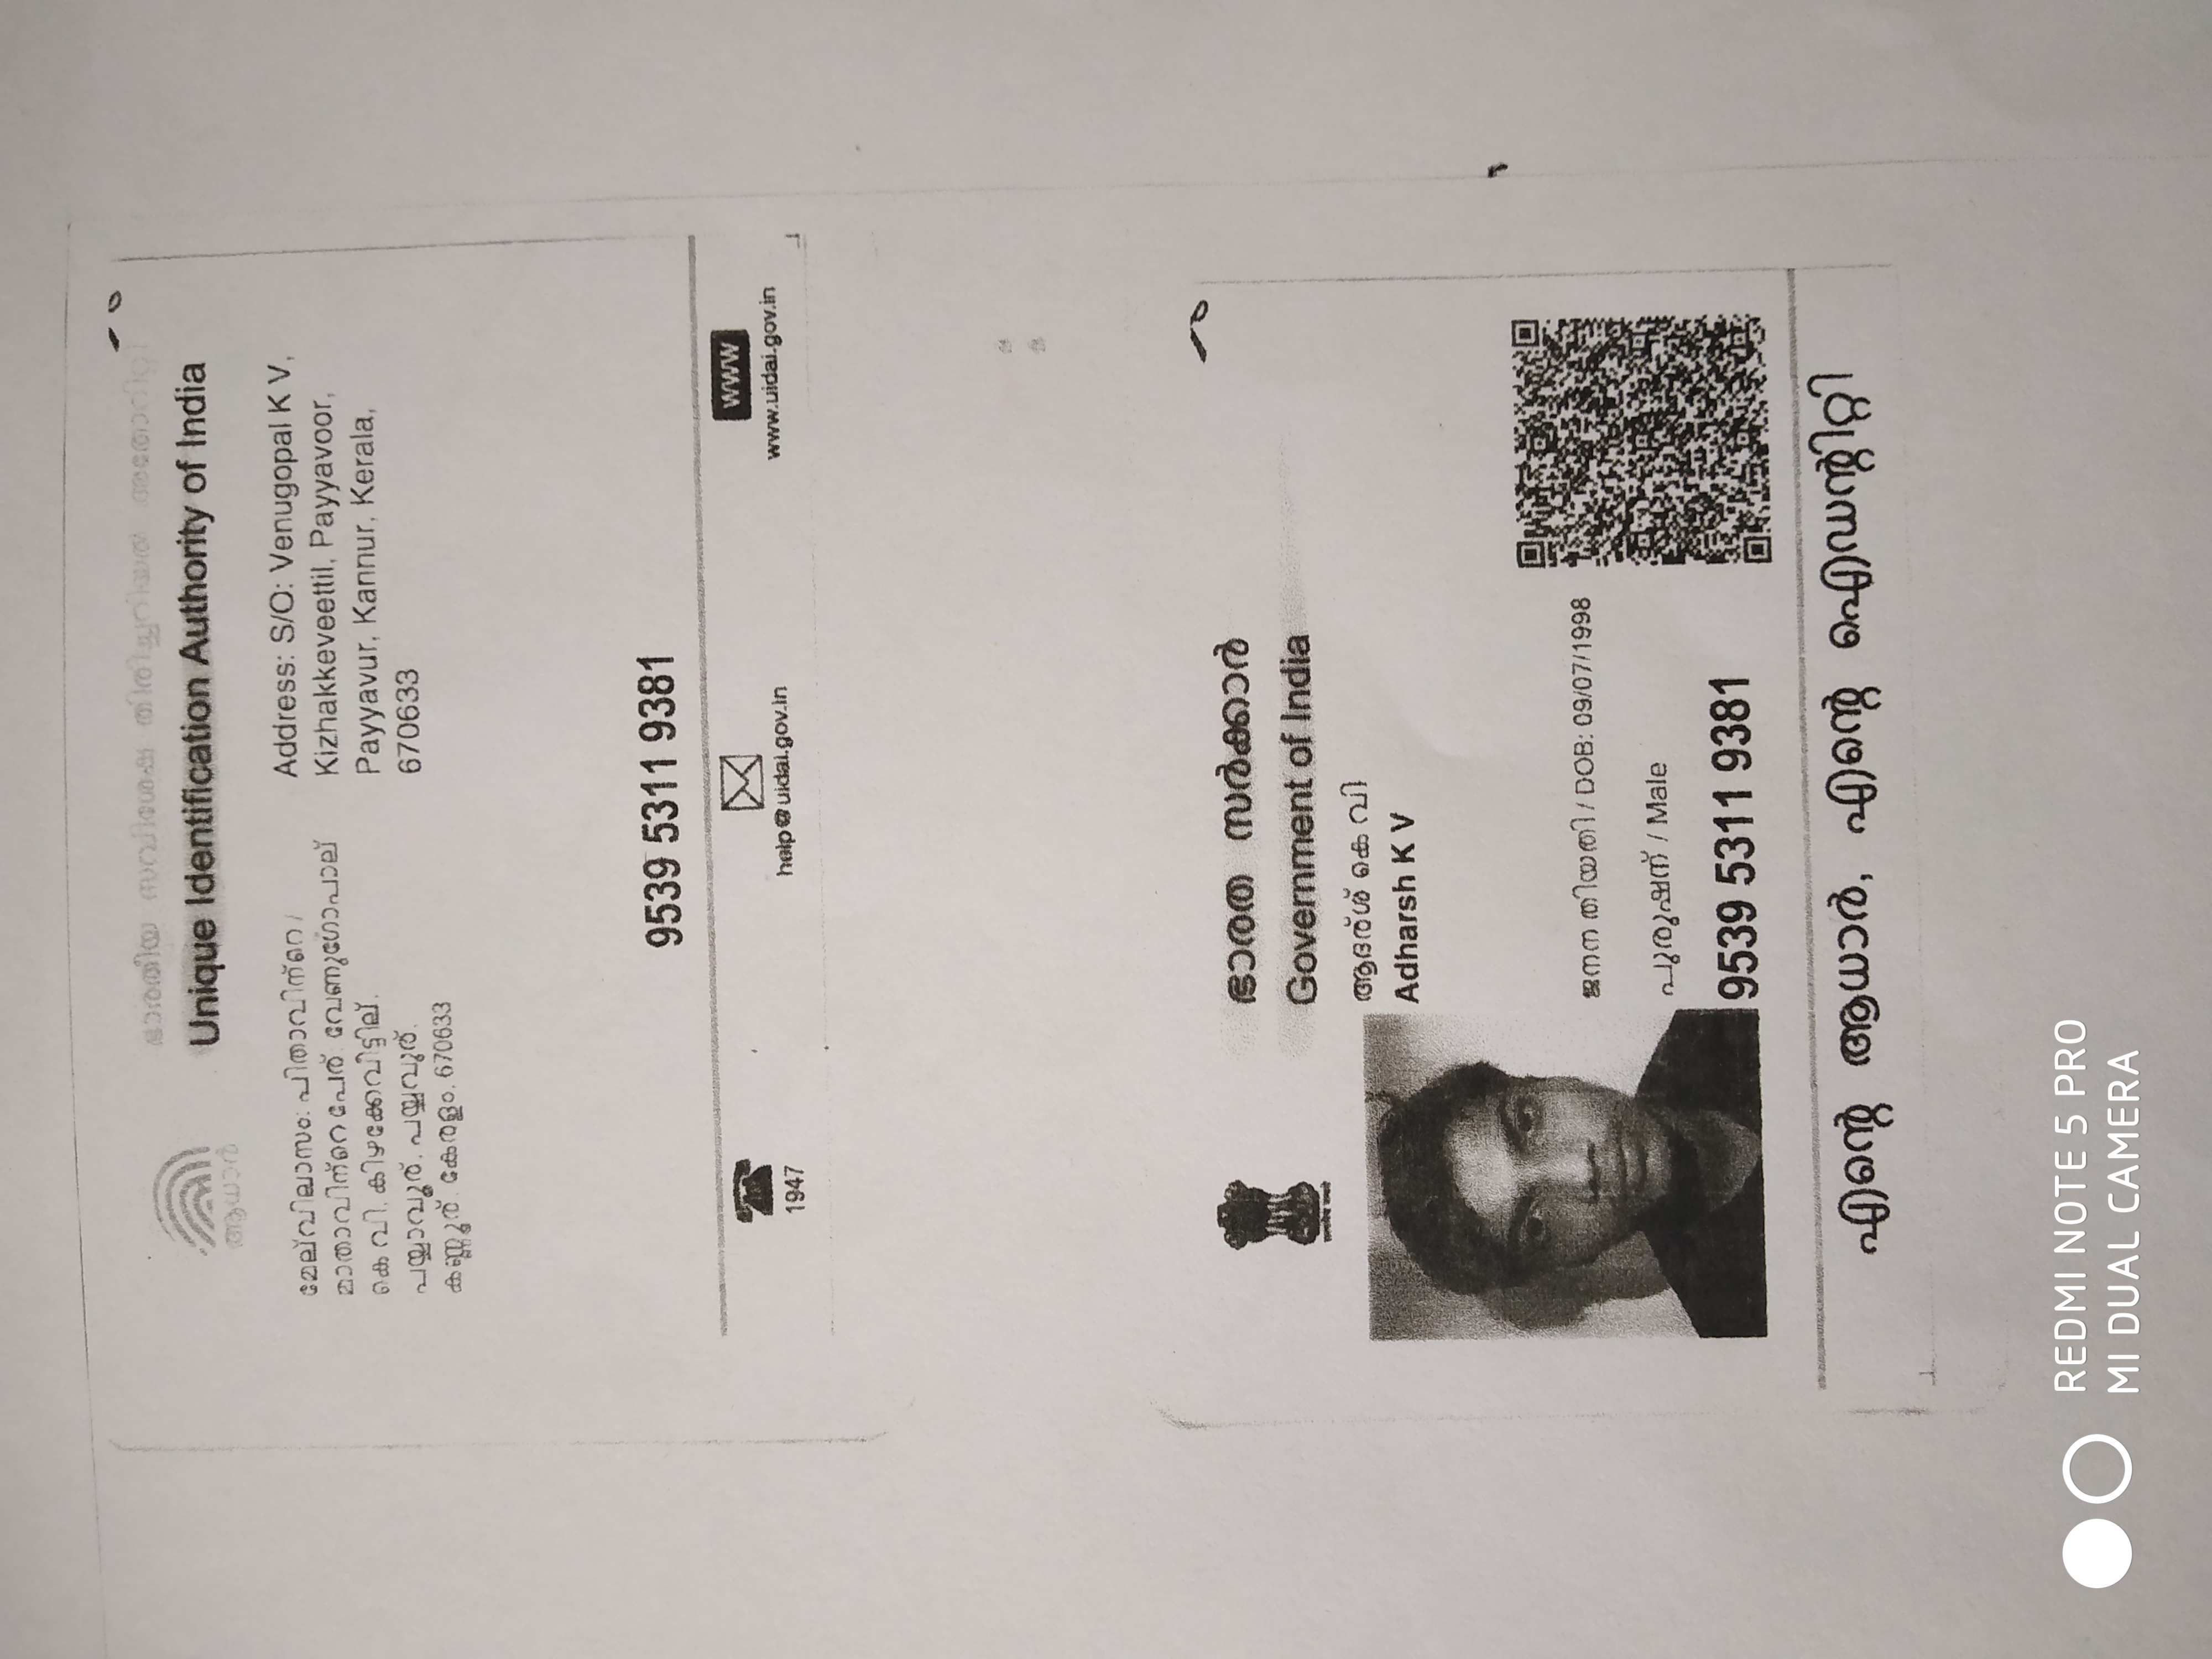 ഭാരതീയ സവിശേഷ തിരിച്ചറിയൽ അതോറിറ്റി
Unique Identification Authority of India
ആധാർ
മേല്‍വിലാസം: പിതാവിന്‍റെ /
മാതാവിന്‍റെ പേര്‍. വേണുഗോപാല്‍
കെ വി, കിഴക്കേവീട്ടില്‍,
പയ്യാവൂര്‍, പയ്യവുര്‍,
കണ്ണൂര്‍, കേരളം, 670633
Address: S/O: Venugopal K V,
Kizhakkeveettil, Payyavoor,
Payyavur, Kannur, Kerala,
670633
9539 5311 9381
1947
help@uidai.gov.in
www
www.uidai.gov.in
ഭാരത സർക്കാർ
Government of India
ആദര്‍ശ് കെ വി
Adharsh K V
ജനന തിയതി / DOB: 09/07/1998
പുരുഷന്‍ / Male
9539 5311 9381
എന്റെ ആധാർ, എന്റെ ഐഡന്റിറ്റി
REDMI NOTE 5 PRO
MI DUAL CAMERA